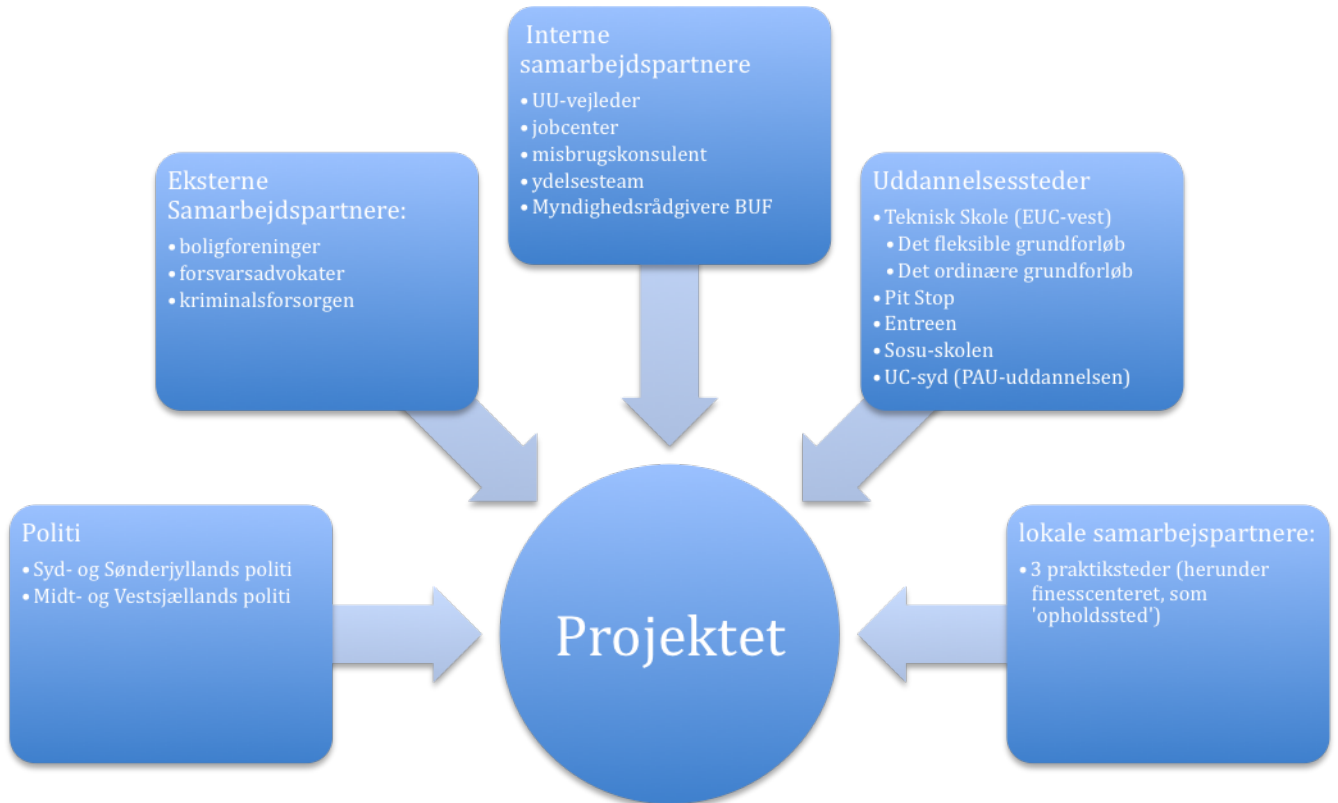 Interne
samarbejdspartnere
• UU-vejleder
• jobcenter
• misbrugskonsulent
• ydelsesteam
• Myndighedsrådgivere BUF
Eksterne
Samarbejdspartnere:
• boligforeninger
• forsvarsadvokater
• kriminalsforsorgen
Uddannelsessteder
• Teknisk Skole (EUC-vest)
• Det fleksible grundforløb
• Det ordinære grundforløb
• Pit Stop
• Entreen
• Sosu-skolen
• UC-syd (PAU-uddannelsen)
Politi
• Syd- og Sønderjyllands politi
• Midt- og Vestsjællands politi
lokale samarbejspartnere:
• 3 praktiksteder (herunder
finesscenteret, som
'opholdssted')
Projektet